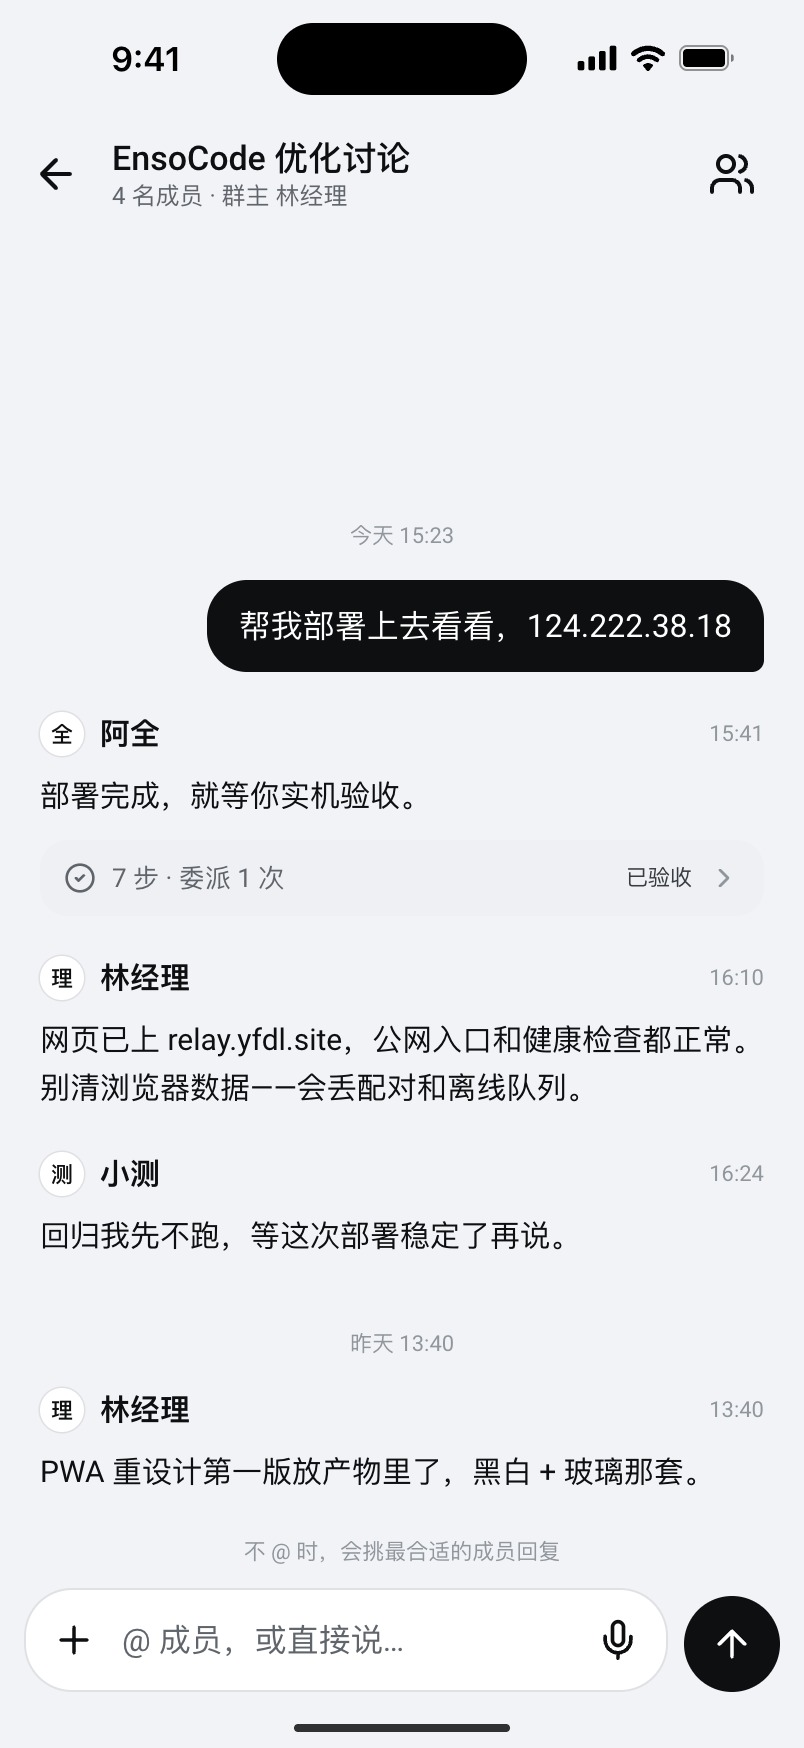 9:41
EnsoCode 优化讨论
4 名成员 · 群主 林经理
今天 15:23
帮我部署上去看看，124.222.38.18
全 阿全 15:41
部署完成，就等你实机验收。
7 步 · 委派 1 次 已验收
理 林经理 16:10
网页已上 relay.yfdl.site，公网入口和健康检查都正常。
别清浏览器数据——会丢配对和离线队列。
测 小测 16:24
回归我先不跑，等这次部署稳定了再说。
昨天 13:40
理 林经理 13:40
PWA 重设计第一版放产物里了，黑白 + 玻璃那套。
不 @ 时，会挑最合适的成员回复
@ 成员，或直接说...